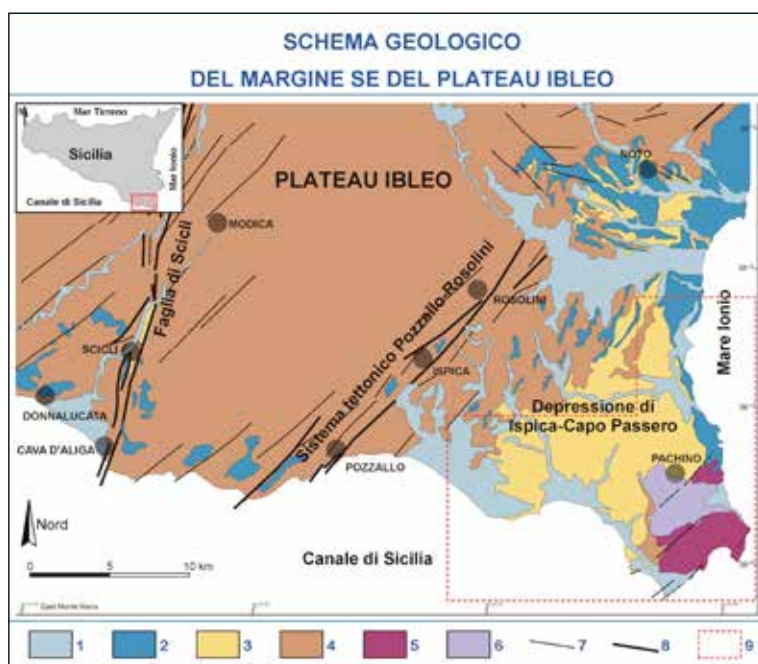 SCHEMA GEOLOGICO
DEL MARGINE SE DEL PLATEAU IBLEO
N
Mar Tirreno
Sicilia
Mar Ionio
Canale di Sicilia
PLATEAU IBLEO
NOTO
MODICA
Faglia di Scicli
Sistema tettonico Pozzallo-Rosolini
ROSOLINI
Mare Ionio
SCICLI
ISPICA
DONNALUCATA
Depressione di
Ispica-Capo Passero
CAVA D'ALIGA
POZZALLO
PACHINO
Nord
Canale di Sicilia
0 5 10 km
1 2 3 4 5 6 7 8 9